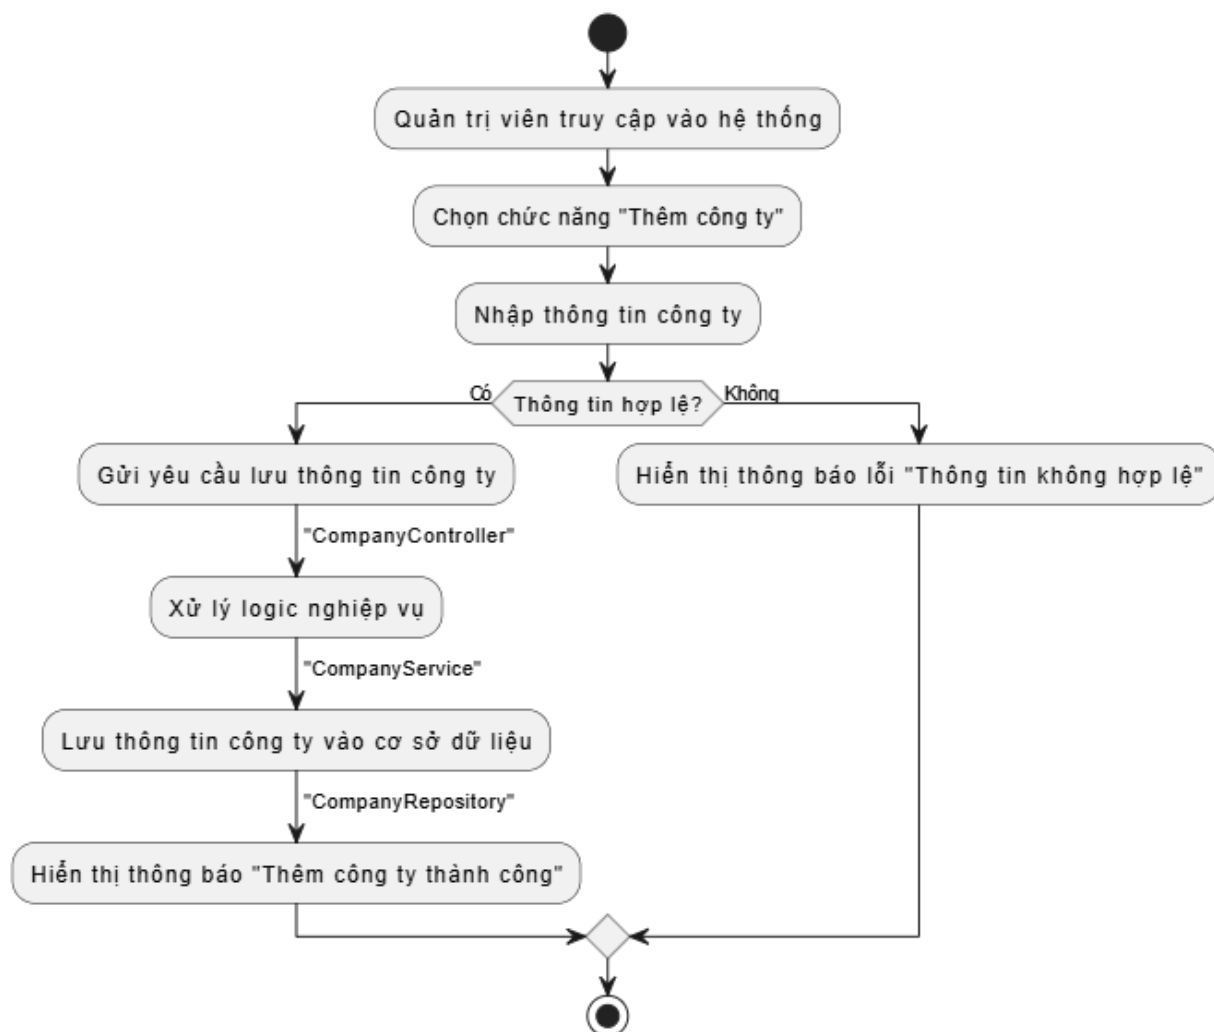 Quản trị viên truy cập vào hệ thống
Chọn chức năng "Thêm công ty"
Nhập thông tin công ty
Có
Thông tin hợp lệ?
Không
Gửi yêu cầu lưu thông tin công ty
Hiển thị thông báo lỗi "Thông tin không hợp lệ"
"CompanyController"
Xử lý logic nghiệp vụ
"CompanyService"
Lưu thông tin công ty vào cơ sở dữ liệu
"CompanyRepository"
Hiển thị thông báo "Thêm công ty thành công"